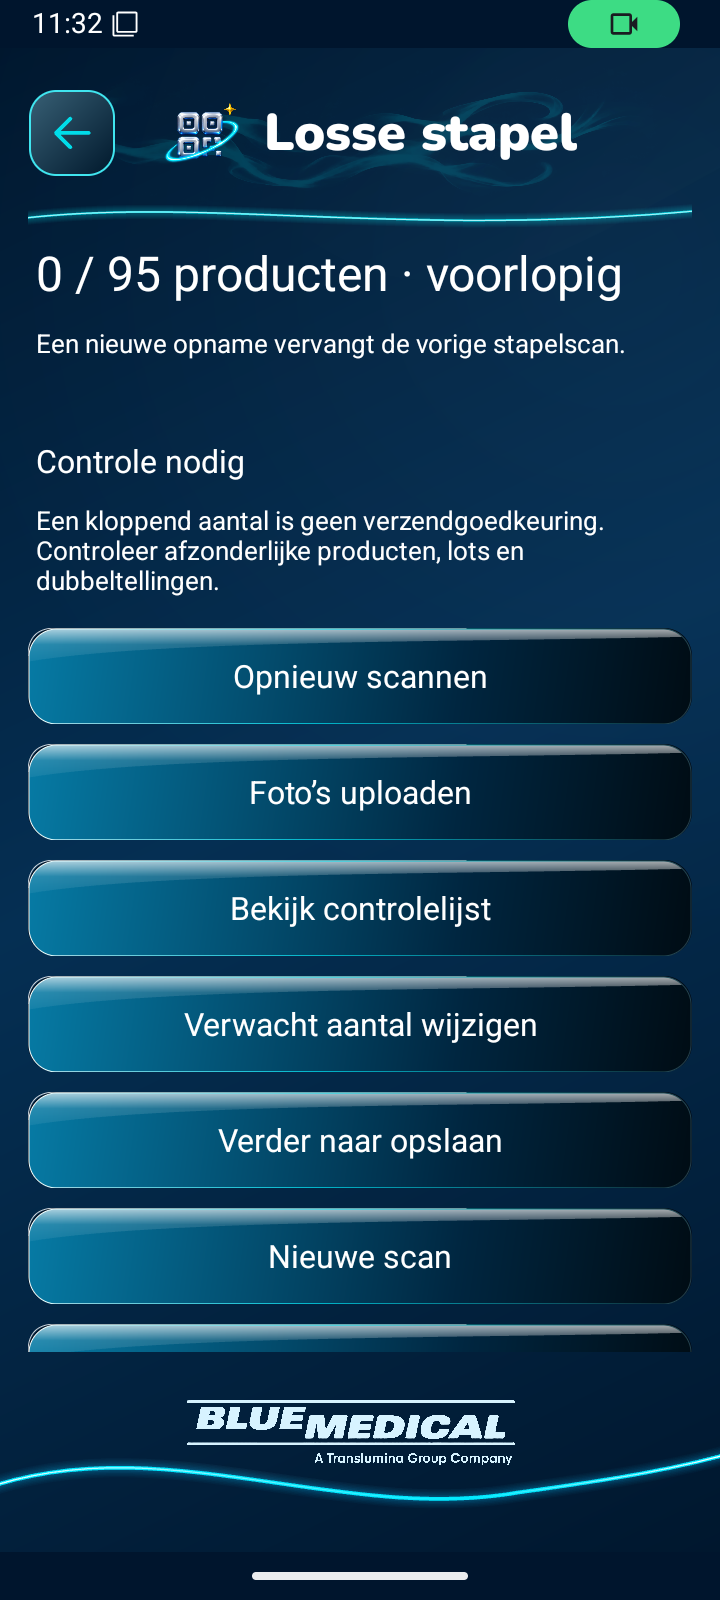 11:32
Losse stapel
0 / 95 producten · voorlopig
Een nieuwe opname vervangt de vorige stapelscan.
Controle nodig
Een kloppend aantal is geen verzendgoedkeuring.
Controleer afzonderlijke producten, lots en
dubbeltellingen.
Opnieuw scannen
Foto’s uploaden
Bekijk controlelijst
Verwacht aantal wijzigen
Verder naar opslaan
Nieuwe scan
BLUEMEDICAL
A Translumina Group Company